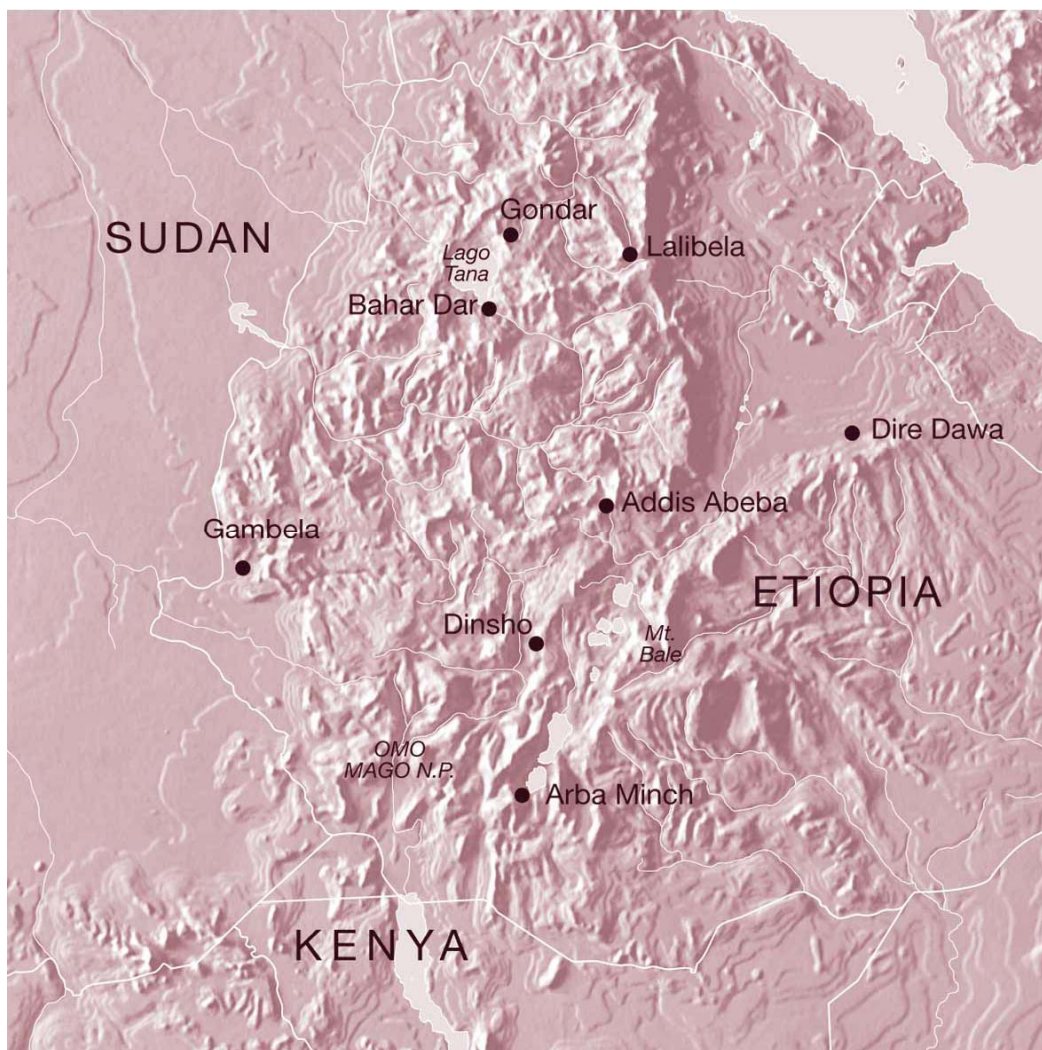 Gondar
SUDAN
Lalibela
Lago
Tana
Bahar Dar
Dire Dawa
Addis Abeba
Gambela
ETIOPIA
Dinsho
Mt.
Bale
OMO
MAGO N.P.
Arba Minch
KENYA